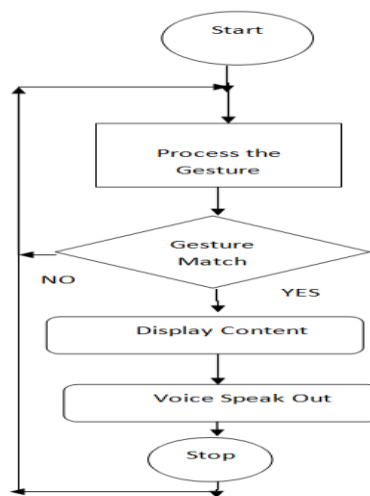 Start
Process the
Gesture
Gesture
Match
NO
YES
Display Content
Voice Speak Out
Stop